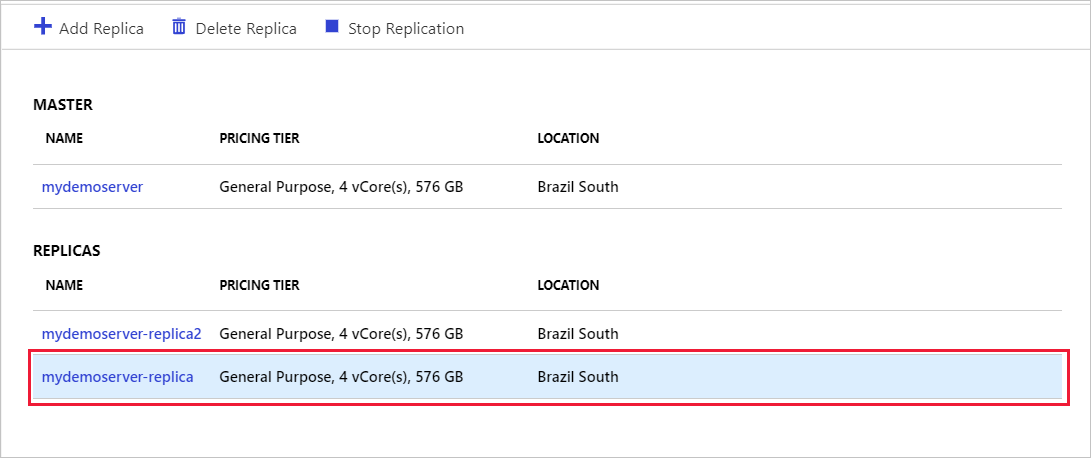 Add Replica Delete Replica Stop Replication
MASTER
NAME PRICING TIER LOCATION
mydemoserver General Purpose, 4 vCore(s), 576 GB Brazil South
REPLICAS
NAME PRICING TIER LOCATION
mydemoserver-replica2 General Purpose, 4 vCore(s), 576 GB Brazil South
mydemoserver-replica General Purpose, 4 vCore(s), 576 GB Brazil South